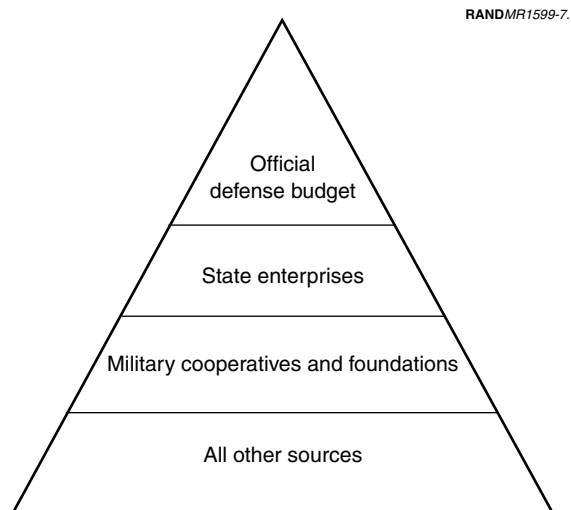 RANDMR1599-7.
Official
defense budget
State enterprises
Military cooperatives and foundations
All other sources